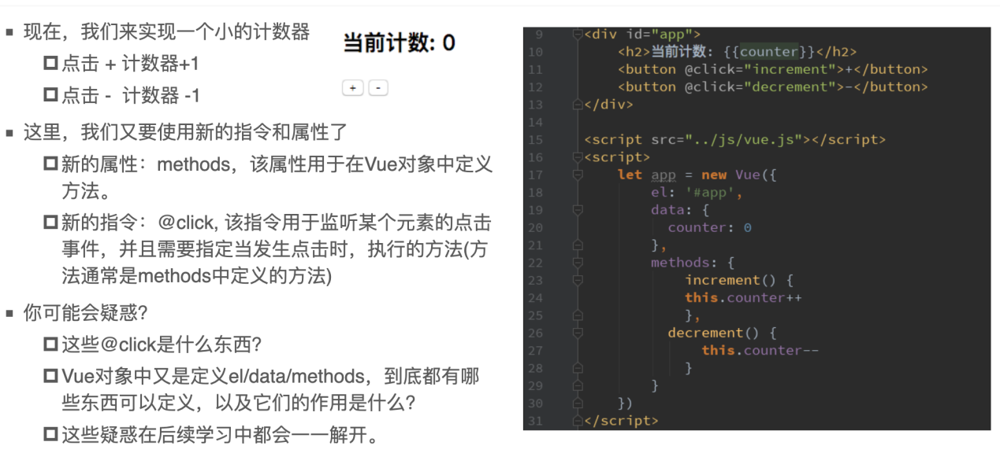 现在，我们来实现一个小的计数器
点击 + 计数器+1
点击 - 计数器 -1
这里，我们又要使用新的指令和属性了
新的属性：methods，该属性用于在Vue对象中定义
方法。
新的指令：@click, 该指令用于监听某个元素的点击
事件，并且需要指定当发生点击时，执行的方法(方
法通常是methods中定义的方法)
你可能会疑惑?
这些@click是什么东西?
Vue对象中又是定义el/data/methods，到底都有哪
些东西可以定义，以及它们的作用是什么?
这些疑惑在后续学习中都会一一解开。
当前计数: 0
+ -
9 <div id="app">
10 <h2>当前计数: {{counter}}</h2>
11 <button @click="increment">+</button>
12 <button @click="decrement">-</button>
13 </div>
14
15 <script src="../js/vue.js"></script>
16 <script>
17 let app = new Vue({
18 el: '#app',
19 data: {
20 counter: 0
21 },
22 methods: {
23 increment() {
24 this.counter++
25 },
26 decrement() {
27 this.counter--
28 }
29 }
30 })
31 </script>